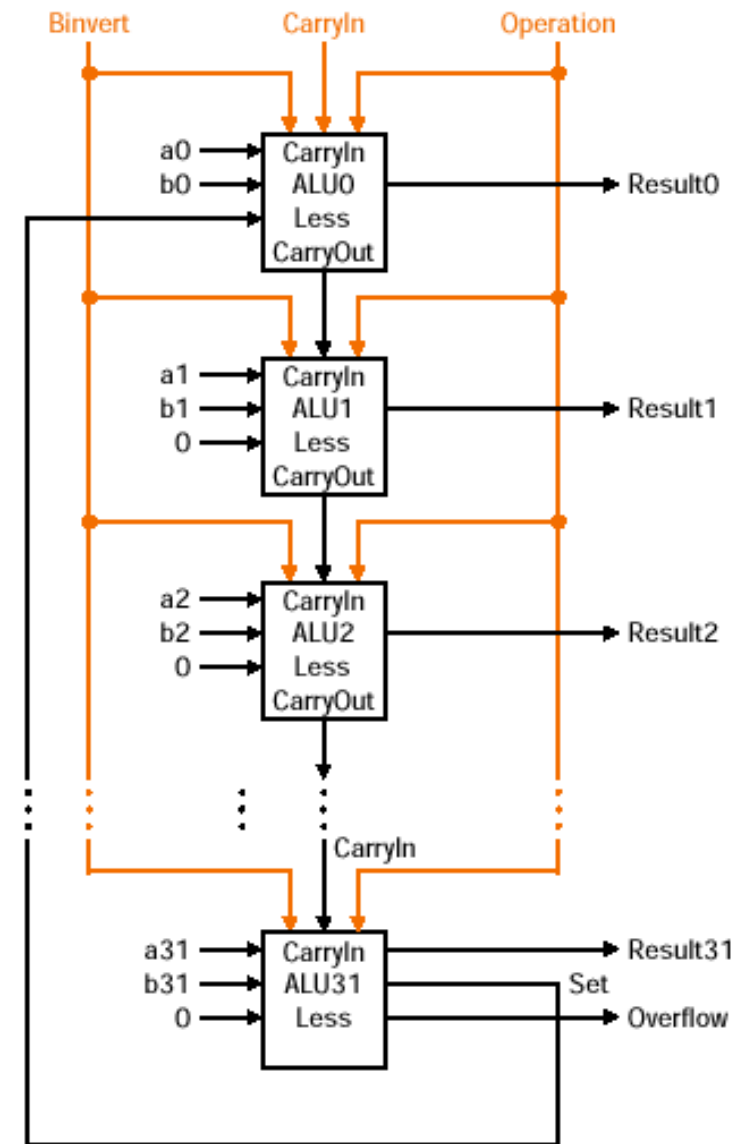 Binvert CarryIn Operation
a0 CarryIn
b0 ALU0 Result0
Less
CarryOut
a1 CarryIn
b1 ALU1 Result1
0 Less
CarryOut
a2 CarryIn
b2 ALU2 Result2
0 Less
CarryOut
CarryIn
a31 CarryIn Result31
b31 ALU31 Set
0 Less Overflow